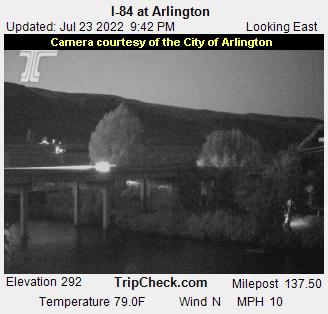 I-84 at Arlington
Updated: Jul 23 2022 9:42 PM Looking East
Camera courtesy of the City of Arlington
Elevation 292 TripCheck.com Milepost 137.50
Temperature 79.0F Wind N MPH 10